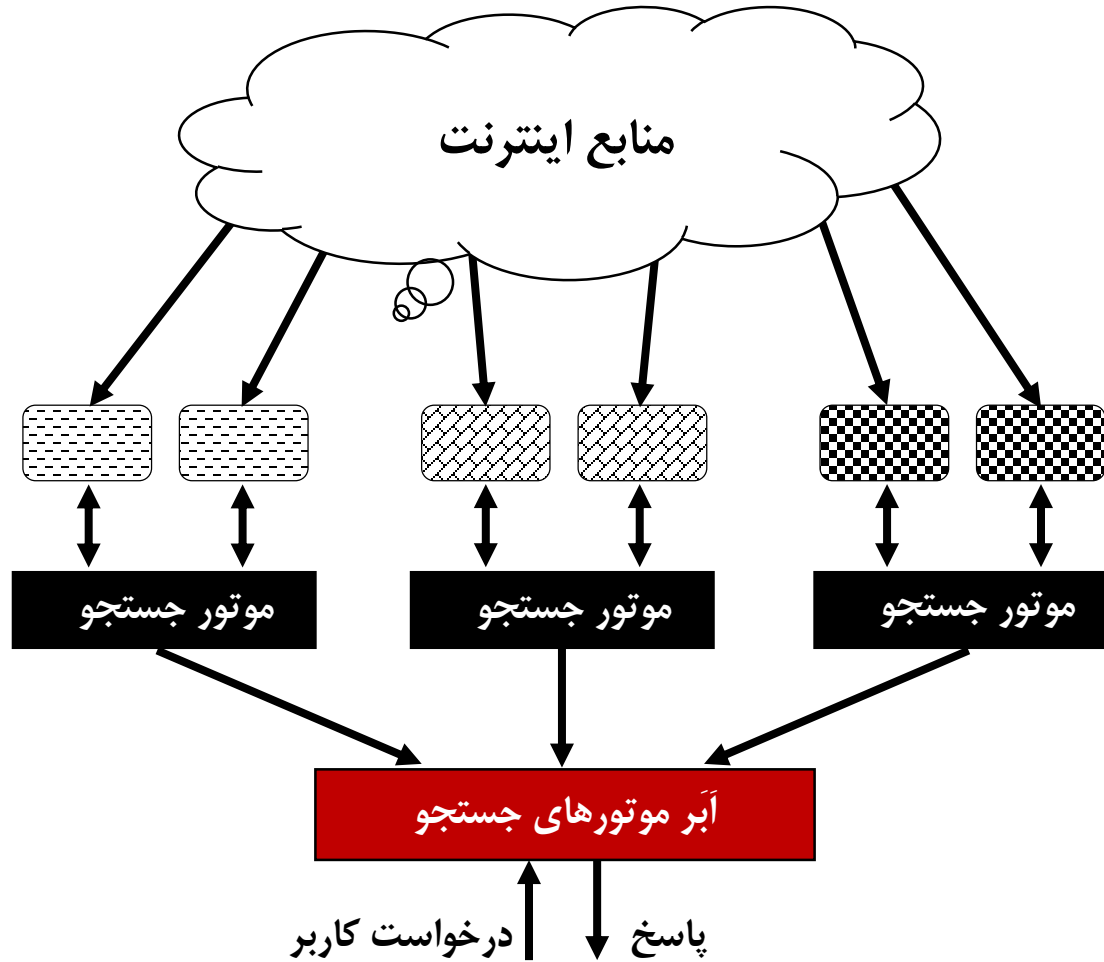 منابع اینترنت
موتور جستجو
موتور جستجو
موتور جستجو
اَبَر موتورهای جستجو
پاسخ
درخواست کاربر